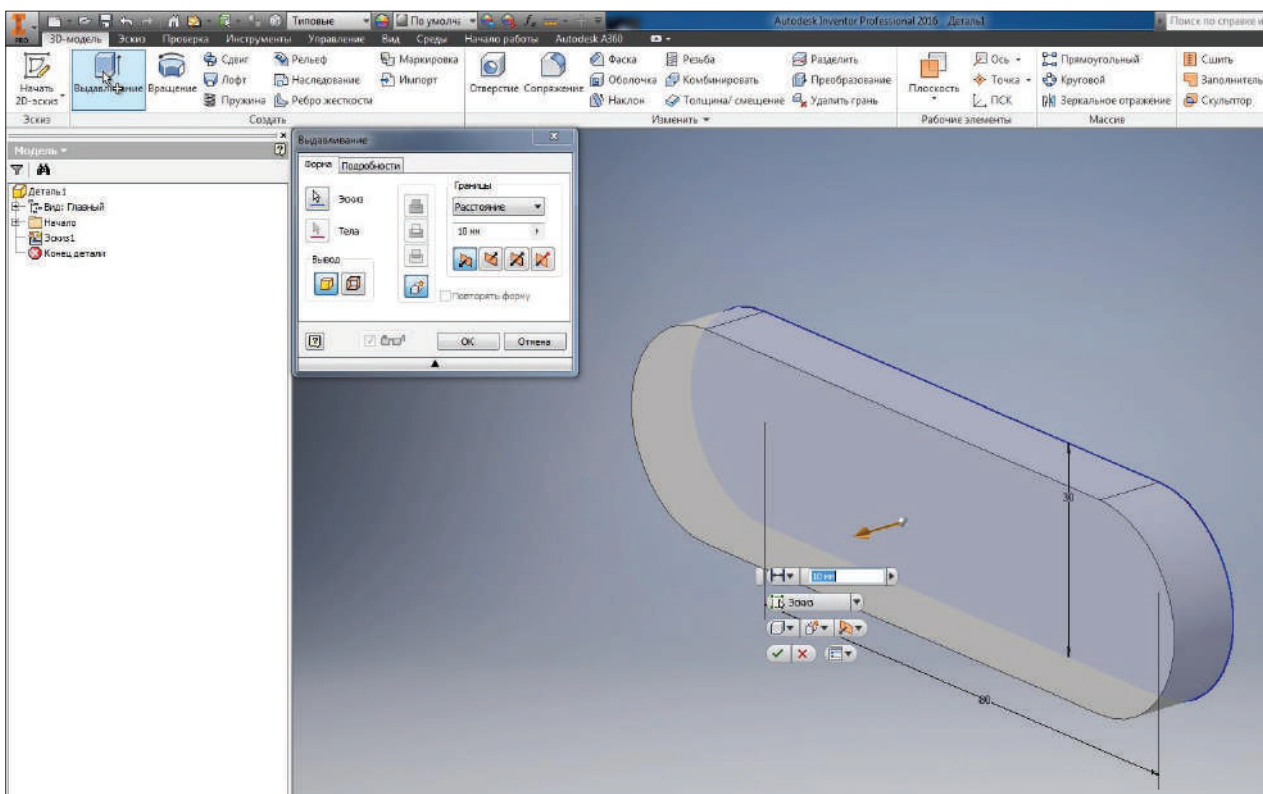 PRO
Типовые
По умолч
Autodesk Inventor Professional 2016 Деталь1
Поиск по справке и
3D-модель Эскиз Проверка Инструменты Управление Вид Среды Начало работы Autodesk A360
Начать 2D-эскиз
Выдавливание
Вращение
Сдвиг
Лофт
Пружина
Рельеф
Наследование
Ребро жесткости
Маркировка
Импорт
Отверстие
Сопряжение
Фаска
Оболочка
Наклон
Резьба
Комбинировать
Толщина/ смещение
Разделить
Преобразование
Удалить грань
Плоскость
Ось
Точка
ПСК
Прямоугольный
Круговой
Зеркальное отражение
Сшить
Заполнитель
Скульптор
Эскиз
Создать
Изменить
Рабочие элементы
Массив
Модель
Деталь1
Вид: Главный
Начало
Эскиз1
Конец детали
Выдавливание
Форма Подробности
Эскиз
Тела
Вывод
Границы
Расстояние
10 мм
Повторять форму
ОК
Отмена
30
10 мм
Эскиз
80